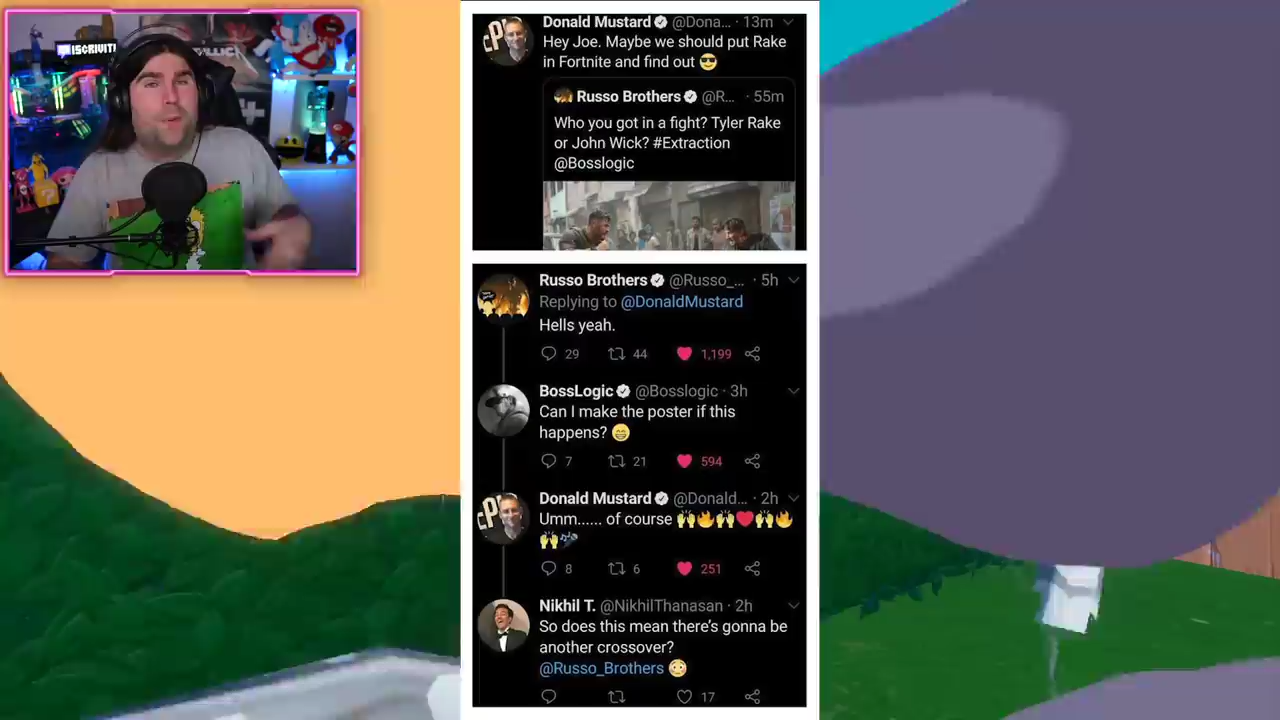 ISCRIVITI
Donald Mustard @Dona... · 13m
Hey Joe. Maybe we should put Rake
in Fortnite and find out 😎
Russo Brothers @R... · 55m
Who you got in a fight? Tyler Rake
or John Wick? #Extraction
@Bosslogic
Russo Brothers @Russo_... · 5h
Replying to @DonaldMustard
Hells yeah.
29 44 1,199
BossLogic @Bosslogic · 3h
Can I make the poster if this
happens? 😁
7 21 594
Donald Mustard @Donald... · 2h
Umm...... of course 🙌🔥🙌❤️🙌🔥
🙌🎉
8 6 251
Nikhil T. @NikhilThanasan · 2h
So does this mean there's gonna be
another crossover?
@Russo_Brothers 😳
17